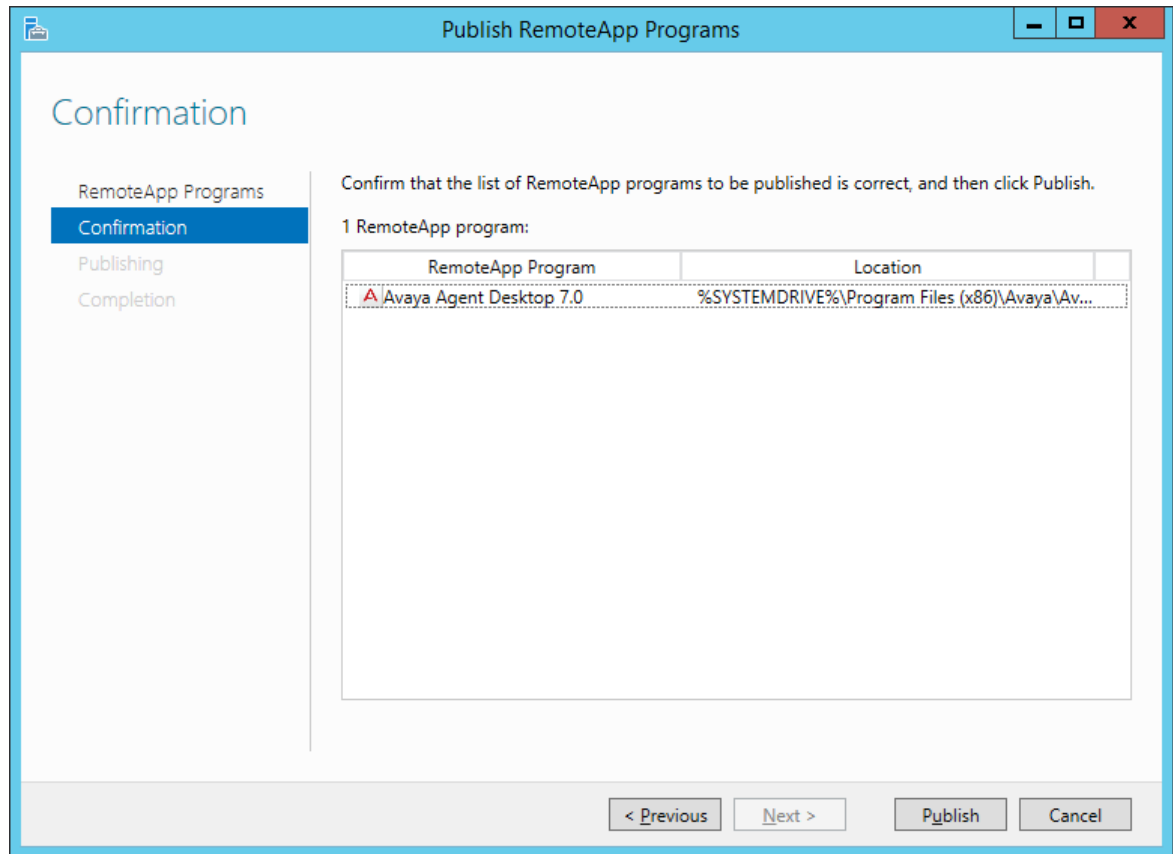 Publish RemoteApp Programs
Confirmation
RemoteApp Programs
Confirmation
Publishing
Completion
Confirm that the list of RemoteApp programs to be published is correct, and then click Publish.
1 RemoteApp program:
RemoteApp Program Location
Avaya Agent Desktop 7.0 %SYSTEMDRIVE%\Program Files (x86)\Avaya\Av...
< Previous Next > Publish Cancel